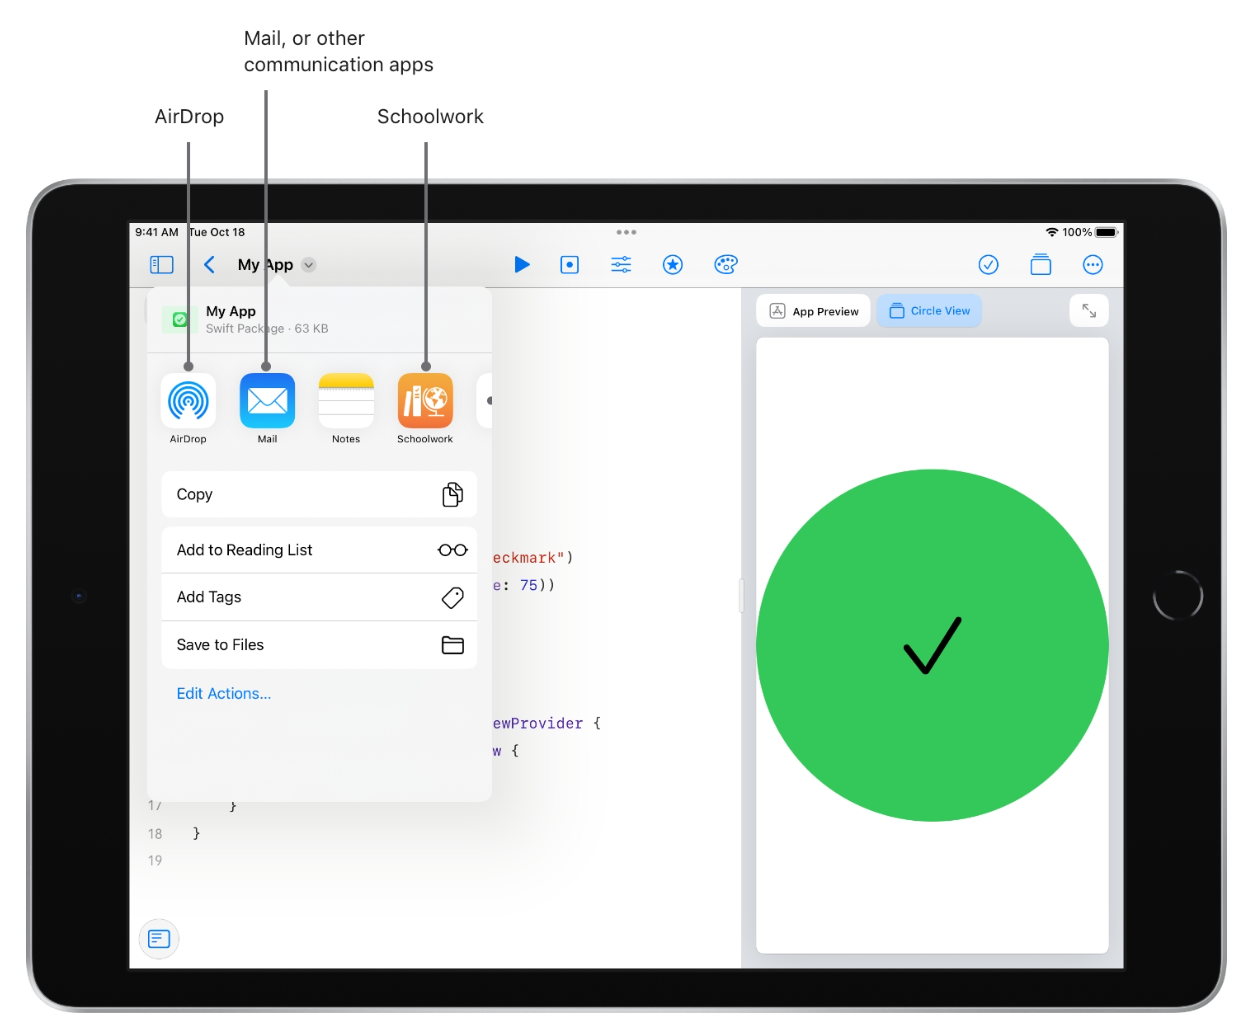 Mail, or other
communication apps
AirDrop
Schoolwork
9:41 AM Tue Oct 18
100%
My App
My App
Swift Package · 63 KB
App Preview
Circle View
AirDrop
Mail
Notes
Schoolwork
Copy
Add to Reading List
eckmark")
e: 75))
Add Tags
Save to Files
Edit Actions...
ewProvider {
w {
17 }
18 }
19